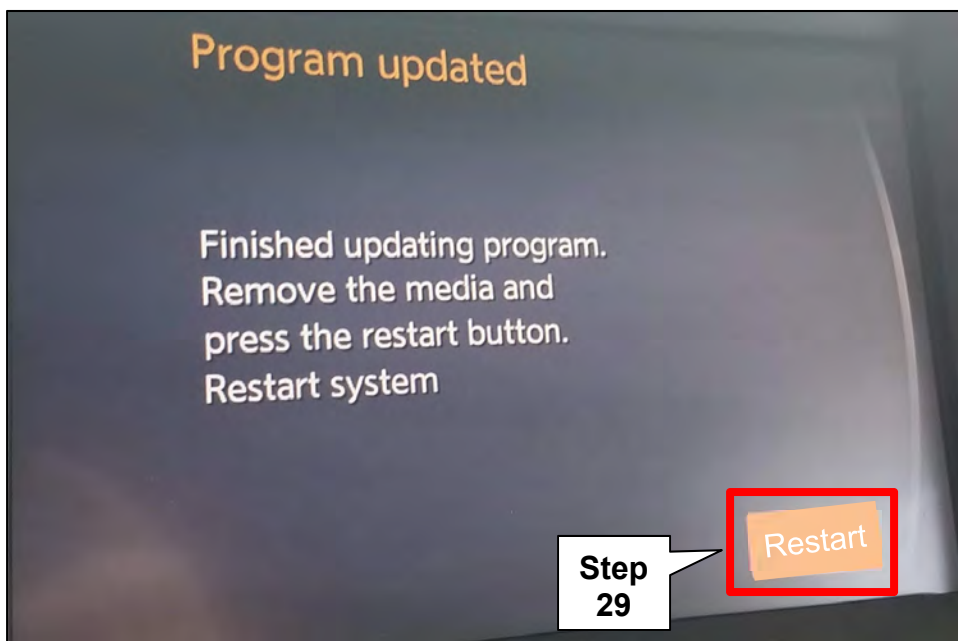 Program updated
Finished updating program.
Remove the media and
press the restart button.
Restart system
Restart
Step
29